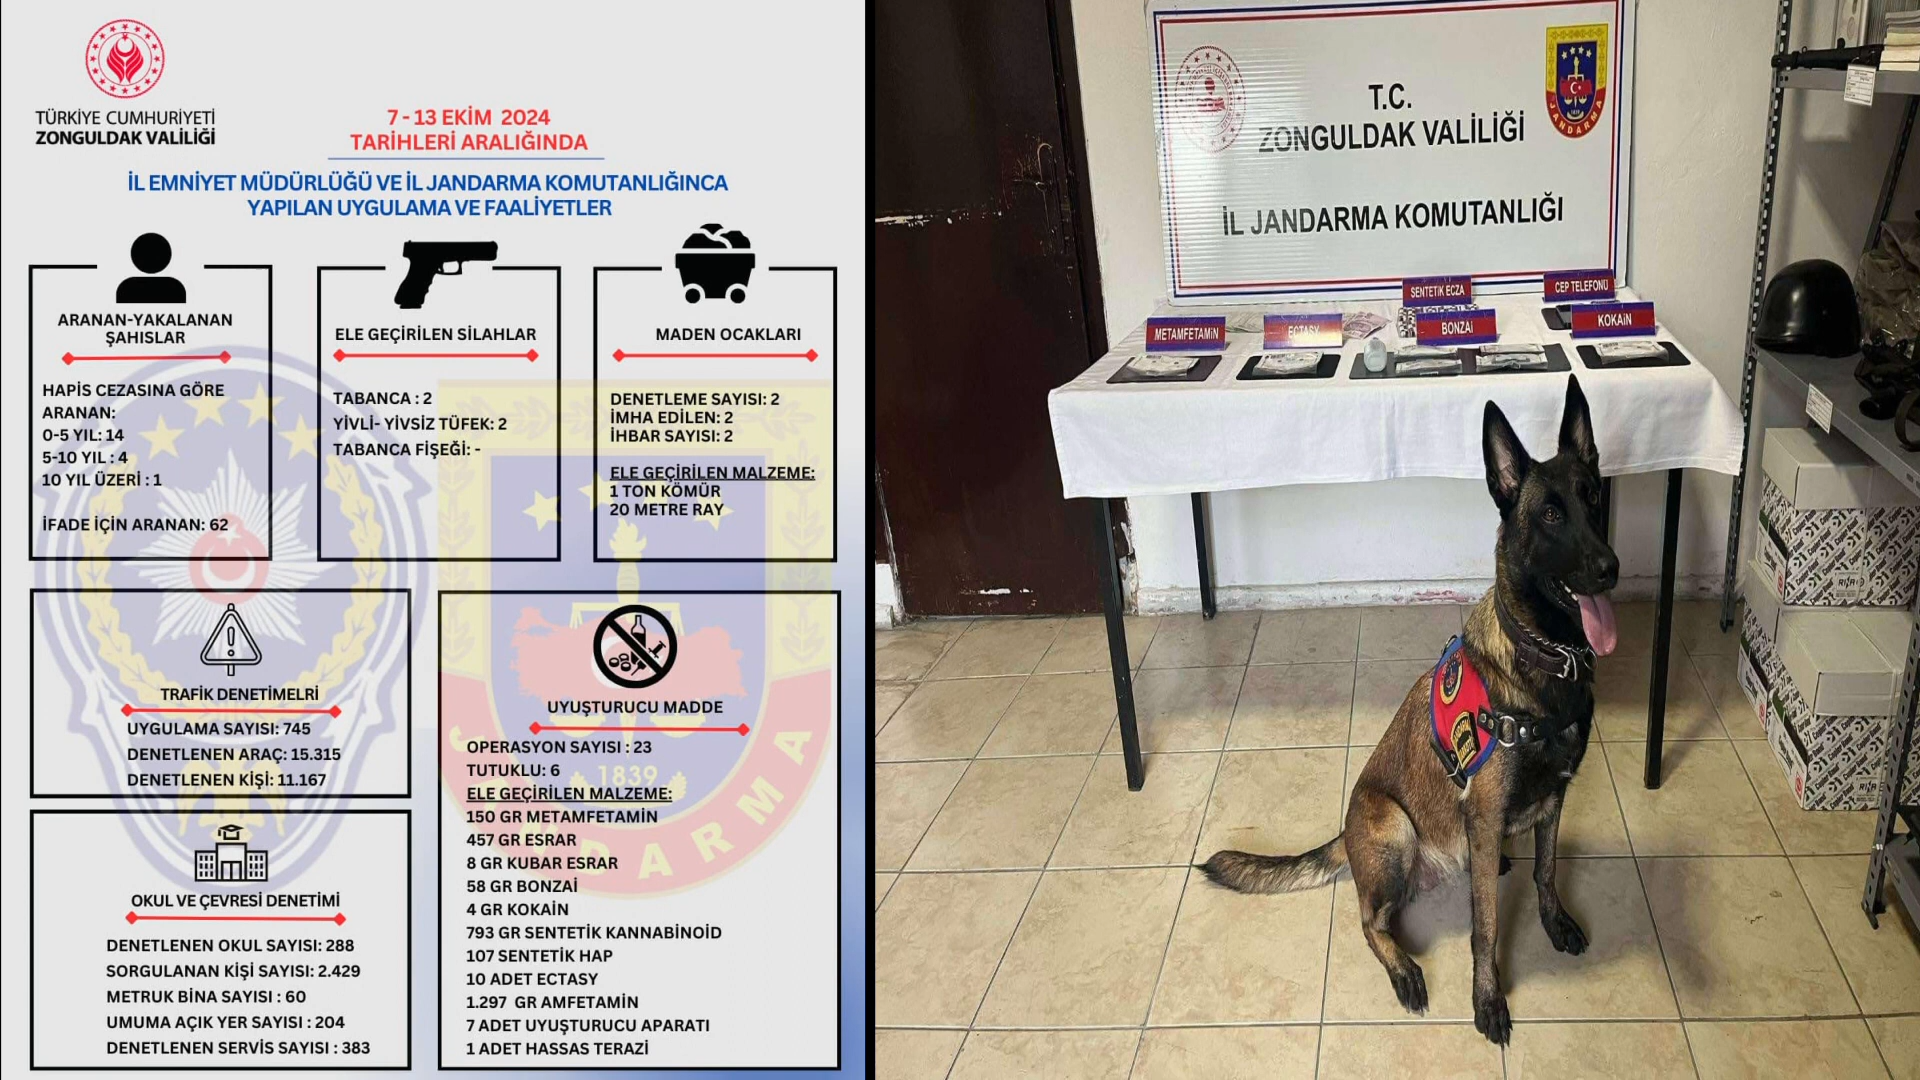 TÜRKİYE CUMHURİYETİ
ZONGULDAK VALİLİĞİ
7 - 13 EKİM 2024
TARİHLERİ ARALIĞINDA
İL EMNİYET MÜDÜRLÜĞÜ VE İL JANDARMA KOMUTANLIĞINCA
YAPILAN UYGULAMA VE FAALİYETLER
ARANAN-YAKALANAN
ŞAHISLAR
HAPİS CEZASINA GÖRE
ARANAN:
0-5 YIL: 14
5-10 YIL : 4
10 YIL ÜZERİ : 1
İFADE İÇİN ARANAN: 62
ELE GEÇİRİLEN SİLAHLAR
TABANCA : 2
YİVLİ- YİVSİZ TÜFEK: 2
TABANCA FİŞEĞİ: -
MADEN OCAKLARI
DENETLEME SAYISI: 2
İMHA EDİLEN: 2
İHBAR SAYISI: 2
ELE GEÇİRİLEN MALZEME:
1 TON KÖMÜR
20 METRE RAY
TRAFİK DENETİMELRİ
UYGULAMA SAYISI: 745
DENETLENEN ARAÇ: 15.315
DENETLENEN KİŞİ: 11.167
OKUL VE ÇEVRESİ DENETİMİ
DENETLENEN OKUL SAYISI: 288
SORGULANAN KİŞİ SAYISI: 2.429
METRUK BİNA SAYISI : 60
UMUMA AÇIK YER SAYISI : 204
DENETLENEN SERVİS SAYISI : 383
UYUŞTURUCU MADDE
OPERASYON SAYISI : 23
TUTUKLU: 6
ELE GEÇİRİLEN MALZEME:
150 GR METAMFETAMİN
457 GR ESRAR
8 GR KUBAR ESRAR
58 GR BONZAİ
4 GR KOKAİN
793 GR SENTETİK KANNABİNOİD
107 SENTETİK HAP
10 ADET ECTASY
1.297 GR AMFETAMİN
7 ADET UYUŞTURUCU APARATI
1 ADET HASSAS TERAZİ
1839
JANDARMA
T.C.
ZONGULDAK VALİLİĞİ
İL JANDARMA KOMUTANLIĞI
JANDARMA
1839
SENTETİK ECZA
CEP TELEFONU
METAMFETAMİN
ECTASY
BONZAİ
KOKAİN
JANDARMA